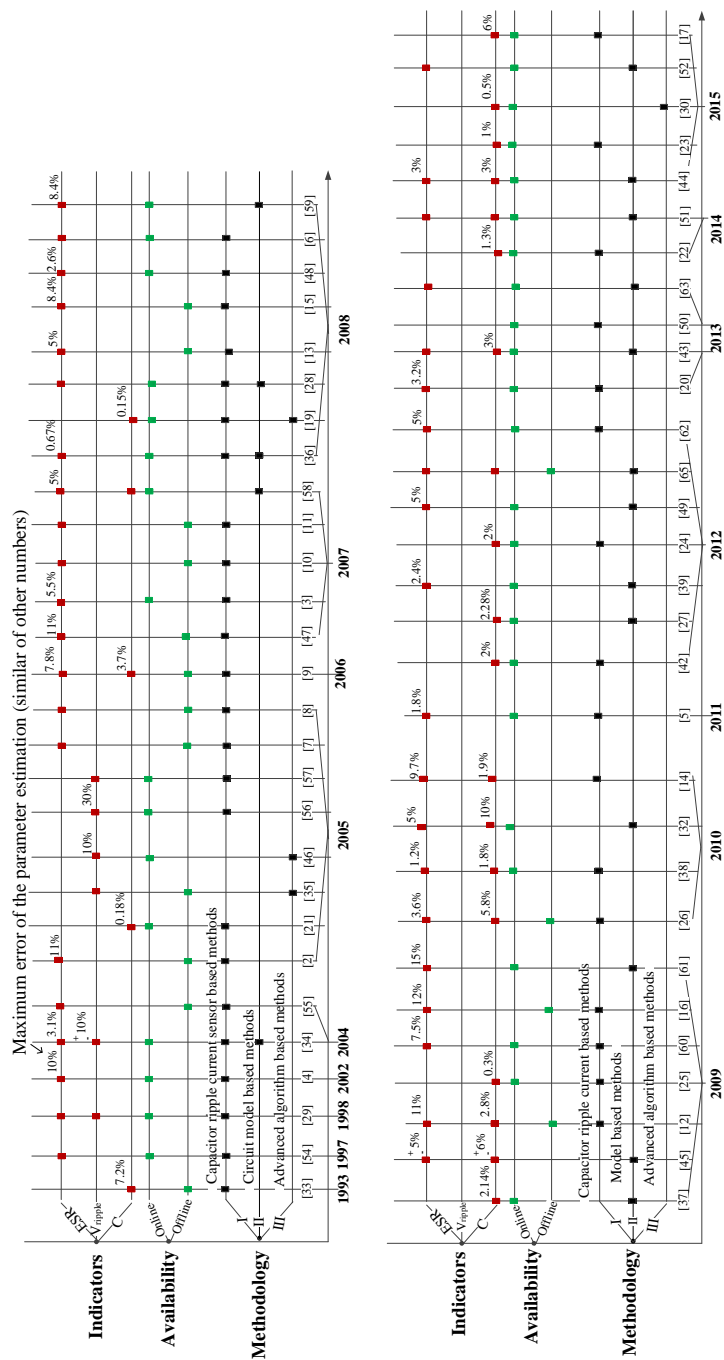 Maximum error of the parameter estimation (similar of other numbers)
10% 3.1% 11% 7.8% 11% 5.5% 5% 0.67% 5% 8.4% 2.6% 8.4%
ESR
+ - 10% 10% 30%
Indicators
Vripple
C
7.2% 0.18% 3.7% 0.15%
Online
Availability
Offline
Capacitor ripple current sensor based methods
I
Circuit model based methods
Methodology
II
Advanced algorithm based methods
III
[33] [54] [29] [4] [34] [55] [2] [21] [35] [46] [56] [57] [7] [8] [9] [47] [3] [10] [11] [58] [36] [19] [28] [13] [15] [48] [6] [59]
1993 1997 1998 2002 2004 2005 2006 2007 2008
+ - 5% 11% 7.5% 12% 15% 3.6% 1.2% 5% 9.7% 1.8% 2.4% 5% 5% 3.2% 3%
ESR
Indicators
Vripple
C
2.14% + - 6% 2.8% 0.3% 5.8% 1.8% 10% 1.9% 2% 2.28% 2% 3% 1.3% 3% 1% 0.5% 6%
Online
Availability
Offline
Capacitor ripple current based methods
I
Model based methods
Methodology
II
Advanced algorithm based methods
III
[37] [45] [12] [25] [60] [16] [61] [26] [38] [32] [14] [5] [42] [27] [39] [24] [49] [65] [62] [20] [43] [50] [63] [22] [51] [44] [23] [30] [52] [17]
2009 2010 2011 2012 2013 2014 2015